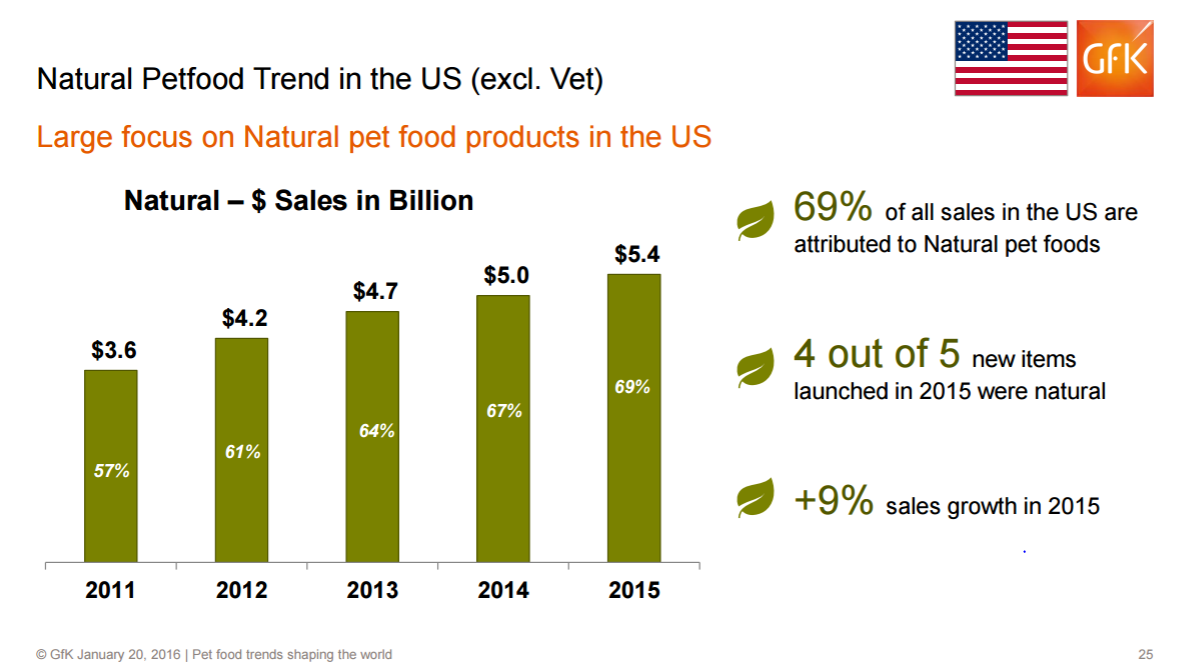 GfK
Natural Petfood Trend in the US (excl. Vet)
Large focus on Natural pet food products in the US
Natural – $ Sales in Billion
$3.6
$4.2
$4.7
$5.0
$5.4
57%
61%
64%
67%
69%
2011
2012
2013
2014
2015
69% of all sales in the US are
attributed to Natural pet foods
4 out of 5 new items
launched in 2015 were natural
+9% sales growth in 2015
© GfK January 20, 2016 | Pet food trends shaping the world
25